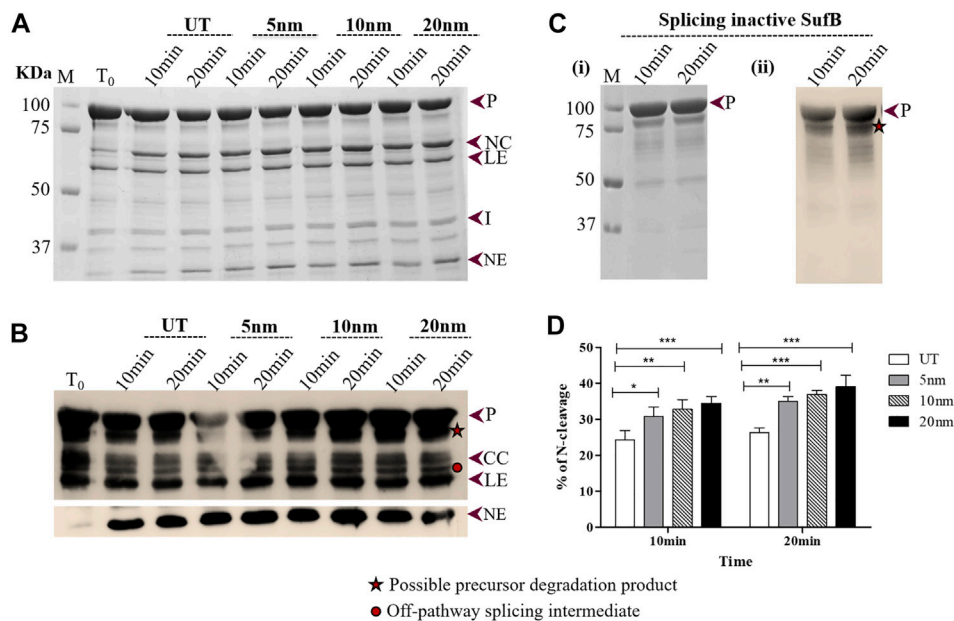 A
UT 5nm 10nm 20nm
KDa M T0 10min 20min 10min 20min 10min 20min 10min 20min
100
75
50
37
P
NC
LE
I
NE
B
UT 5nm 10nm 20nm
T0 10min 20min 10min 20min 10min 20min 10min 20min
P
CC
LE
NE
C
Splicing inactive SufB
(i) M 10min 20min (ii) 10min 20min
100
75
50
37
P
P
D
% of N-cleavage
50
40
30
20
10
0
* ** ***
** *** ***
10min 20min
Time
UT
5nm
10nm
20nm
Possible precursor degradation product
Off-pathway splicing intermediate